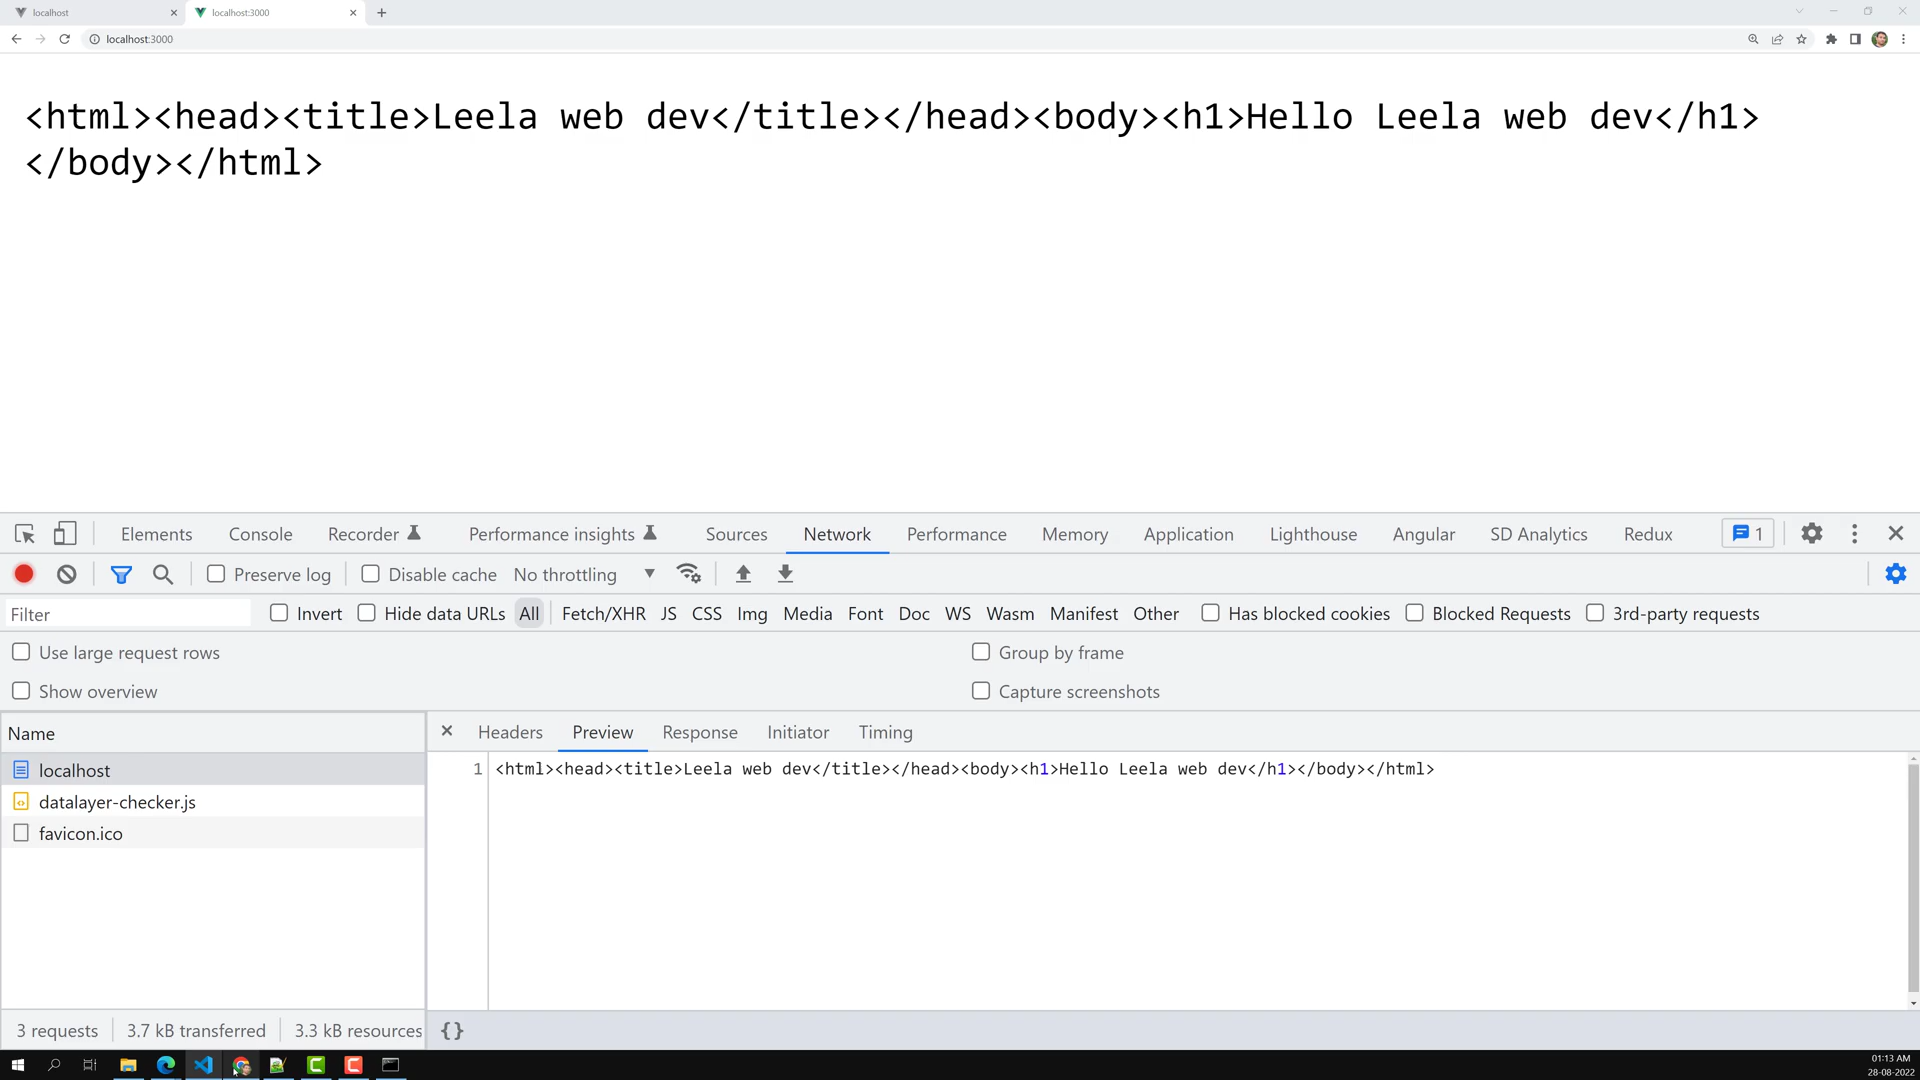 localhost
localhost:3000
localhost:3000
<html><head><title>Leela web dev</title></head><body><h1>Hello Leela web dev</h1>
</body></html>
Elements Console Recorder Performance insights Sources Network Performance Memory Application Lighthouse Angular SD Analytics Redux 1
Preserve log Disable cache No throttling
Filter Invert Hide data URLs All Fetch/XHR JS CSS Img Media Font Doc WS Wasm Manifest Other Has blocked cookies Blocked Requests 3rd-party requests
Use large request rows Group by frame
Show overview Capture screenshots
Name Headers Preview Response Initiator Timing
localhost 1 <html><head><title>Leela web dev</title></head><body><h1>Hello Leela web dev</h1></body></html>
datalayer-checker.js
favicon.ico
3 requests 3.7 kB transferred 3.3 kB resources {}
01:13 AM
28-08-2022